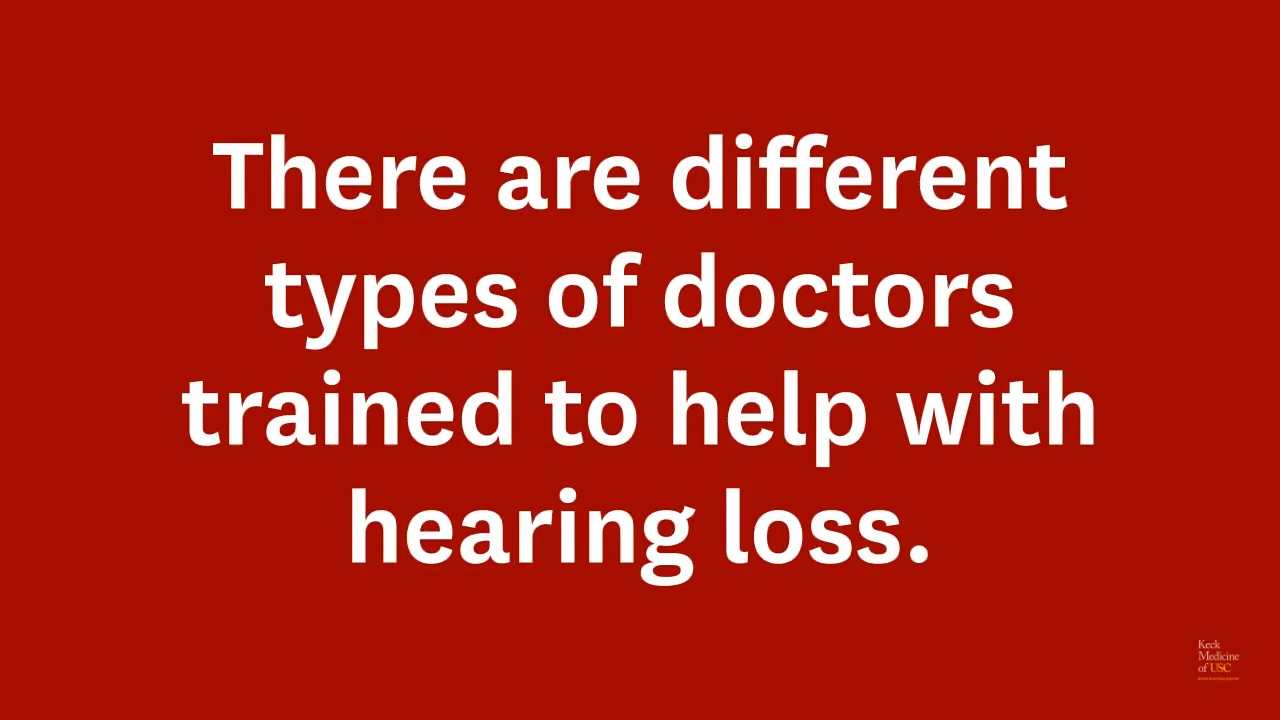 There are different
types of doctors
trained to help with
hearing loss.
Keck
Medicine
of USC